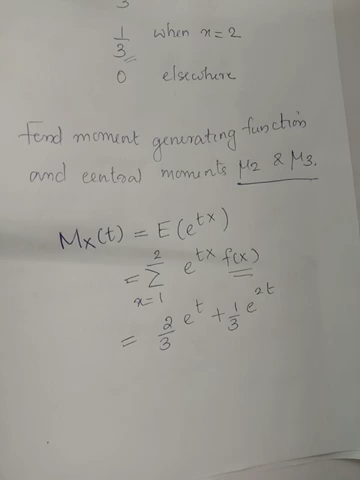 3
1/3 when x = 2
0 elsewhere
Find moment generating function
and central moments μ2 & μ3.
Mx(t) = E(e^tx)
= 2 Σ x=1 e^tx f(x)
= 2/3 e^t + 1/3 e^2t